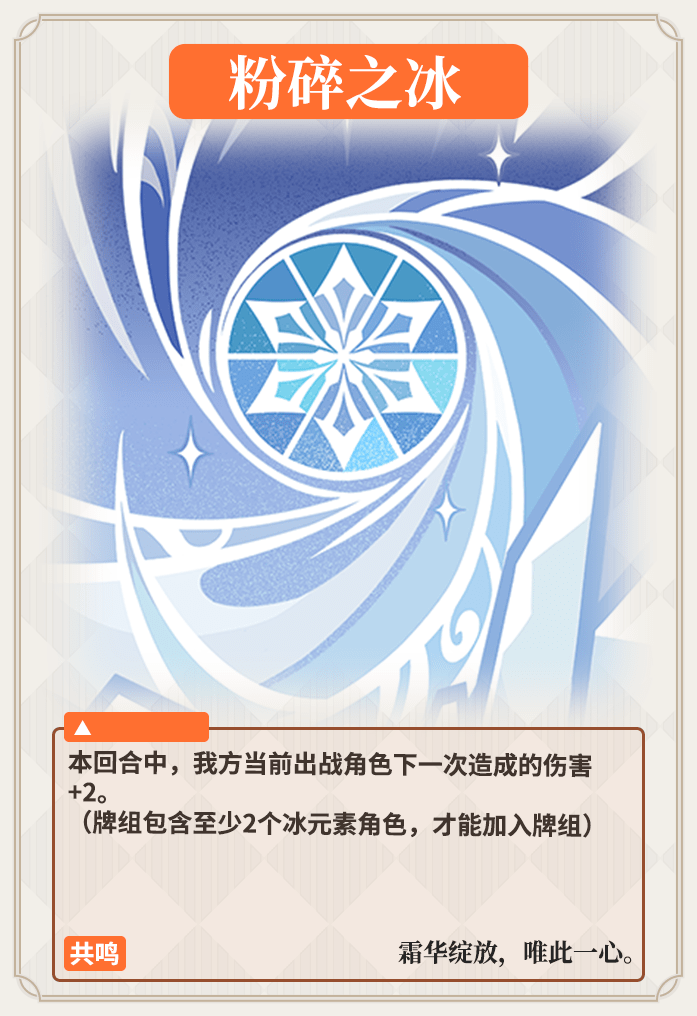 粉碎之冰
本回合中，我方当前出战角色下一次造成的伤害
+2。
（牌组包含至少2个冰元素角色，才能加入牌组）
共鸣
霜华绽放，唯此一心。